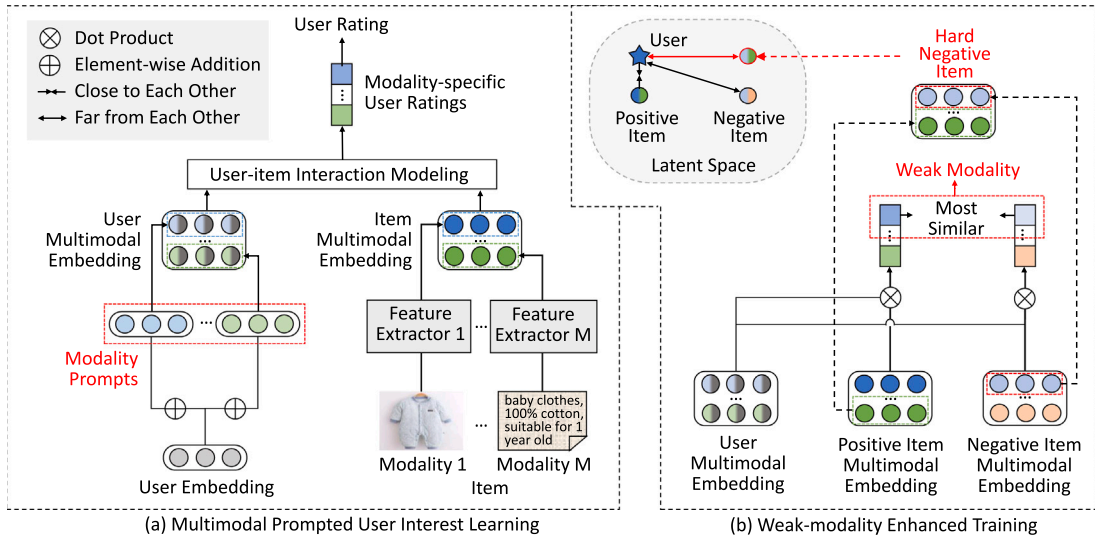 Dot Product
Element-wise Addition
Close to Each Other
Far from Each Other
User Rating
Modality-specific
User Ratings
User-item Interaction Modeling
User
Multimodal
Embedding
Item
Multimodal
Embedding
Modality
Prompts
...
Feature
Extractor 1
...
Feature
Extractor M
baby clothes,
100% cotton,
suitable for 1
year old
...
Modality 1
Modality M
Item
User Embedding
(a) Multimodal Prompted User Interest Learning
User
Positive
Item
Negative
Item
Latent Space
Hard
Negative
Item
Weak Modality
Most
Similar
User
Multimodal
Embedding
Positive Item
Multimodal
Embedding
Negative Item
Multimodal
Embedding
(b) Weak-modality Enhanced Training